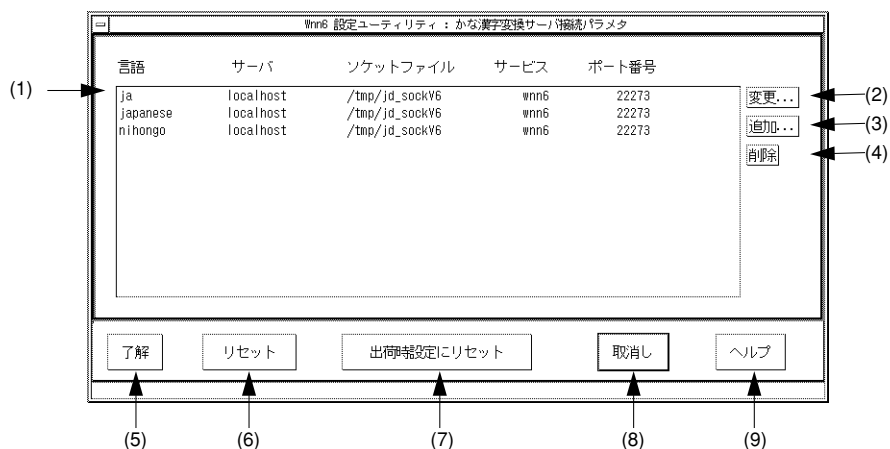 Wnn6 設定ユーティリティ : かな漢字変換サーバ接続パラメタ
言語 サーバ ソケットファイル サービス ポート番号
(1)
ja localhost /tmp/jd_sockV6 wnn6 22273
japanese localhost /tmp/jd_sockV6 wnn6 22273
nihongo localhost /tmp/jd_sockV6 wnn6 22273
変更... (2)
追加... (3)
削除 (4)
了解 リセット 出荷時設定にリセット 取消し ヘルプ
(5) (6) (7) (8) (9)